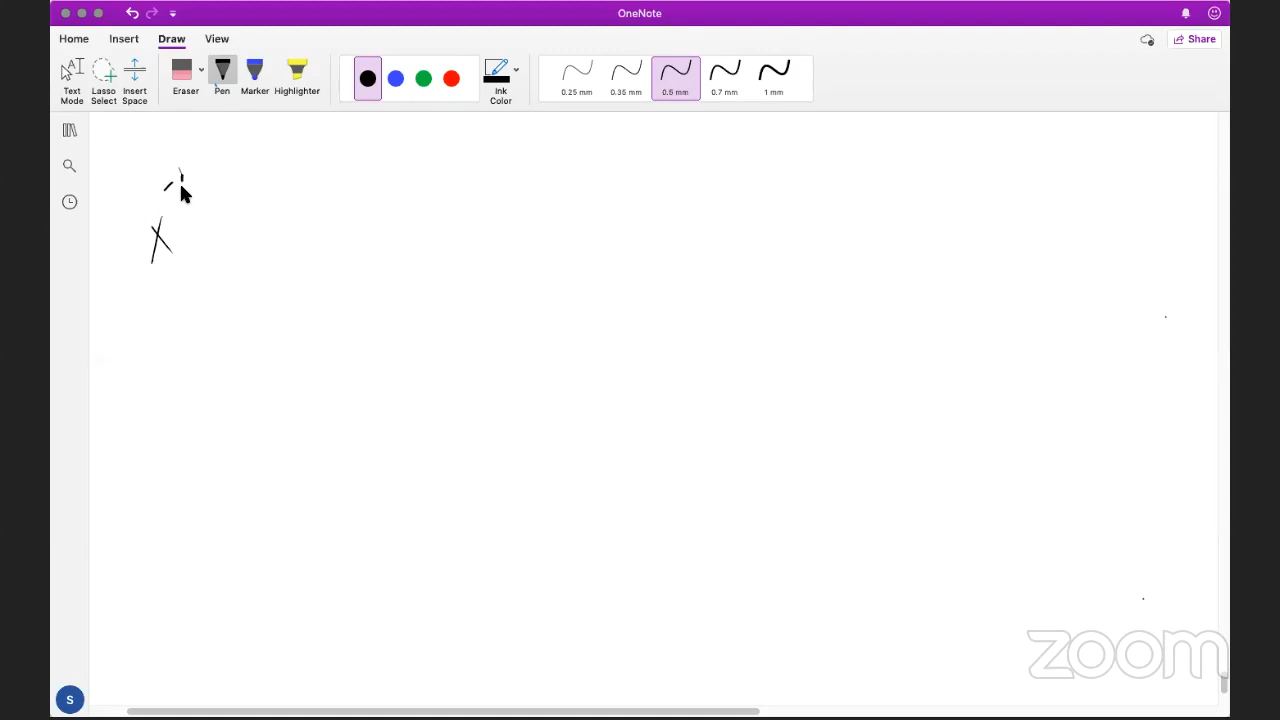 OneNote
Home Insert Draw View
Share
Text Mode
Lasso Select
Insert Space
Eraser
Pen
Marker
Highlighter
Ink Color
0.25 mm
0.35 mm
0.5 mm
0.7 mm
1 mm
X
S
zoom